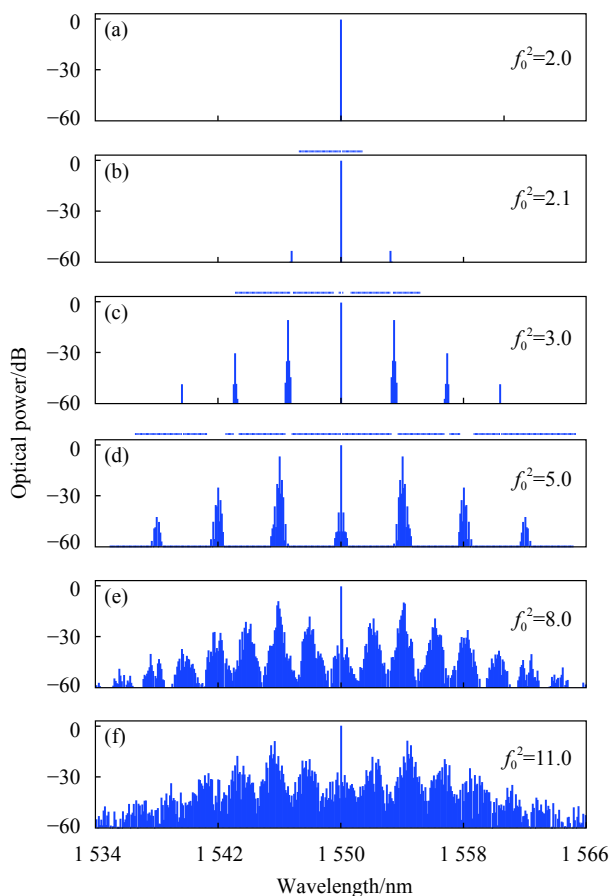 (a)
0
−30
−60
f₀²=2.0
(b)
0
−30
−60
f₀²=2.1
(c)
0
−30
−60
f₀²=3.0
(d)
0
−30
−60
f₀²=5.0
(e)
0
−30
−60
f₀²=8.0
(f)
0
−30
−60
f₀²=11.0
Optical power/dB
1 534 1 542 1 550 1 558 1 566
Wavelength/nm